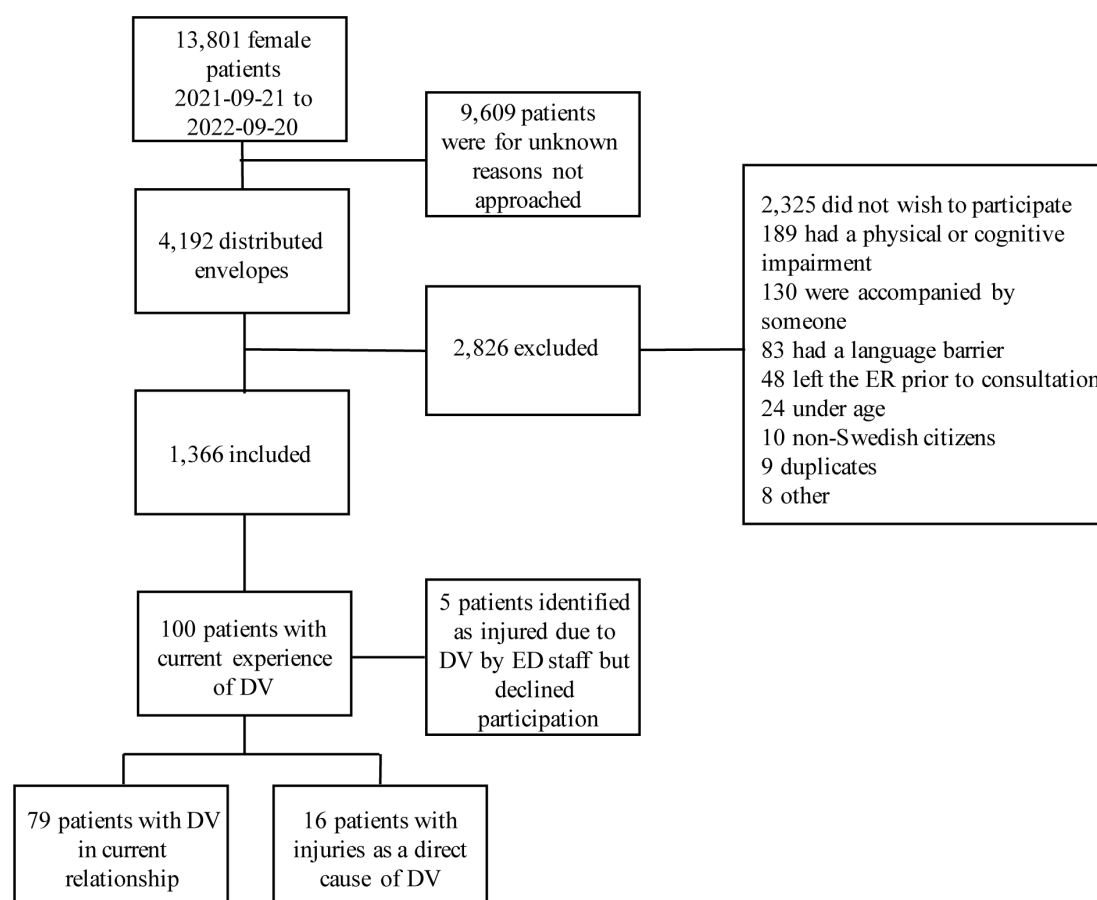 13,801 female
patients
2021-09-21 to
2022-09-20
9,609 patients
were for unknown
reasons not
approached
4,192 distributed
envelopes
2,826 excluded
2,325 did not wish to participate
189 had a physical or cognitive
impairment
130 were accompanied by
someone
83 had a language barrier
48 left the ER prior to consultation
24 under age
10 non-Swedish citizens
9 duplicates
8 other
1,366 included
100 patients with
current experience
of DV
5 patients identified
as injured due to
DV by ED staff but
declined
participation
79 patients with DV
in current
relationship
16 patients with
injuries as a direct
cause of DV